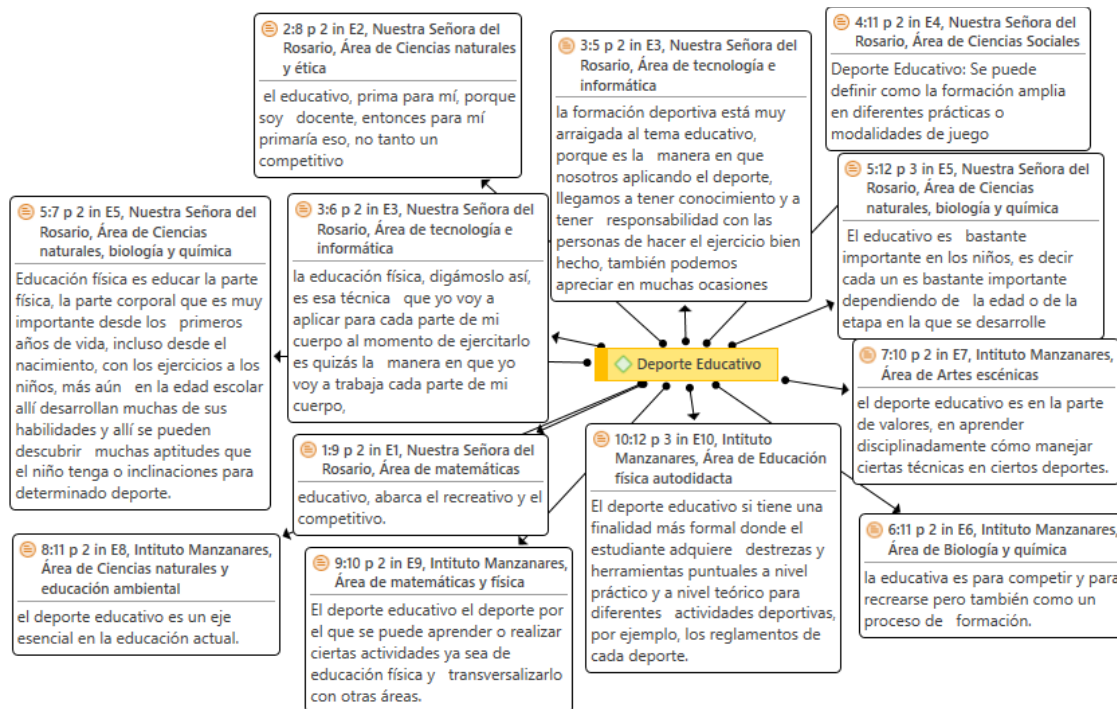 2:8 p 2 in E2, Nuestra Señora del
Rosario, Área de Ciencias naturales
y ética
el educativo, prima para mí, porque
soy docente, entonces para mí
primaría eso, no tanto un
competitivo
3:5 p 2 in E3, Nuestra Señora del
Rosario, Área de tecnología e
informática
la formación deportiva está muy
arraigada al tema educativo,
porque es la manera en que
nosotros aplicando el deporte,
llegamos a tener conocimiento y a
tener responsabilidad con las
personas de hacer el ejercicio bien
hecho, también podemos
apreciar en muchas ocasiones
4:11 p 2 in E4, Nuestra Señora del
Rosario, Área de Ciencias Sociales
Deporte Educativo: Se puede
definir como la formación amplia
en diferentes prácticas o
modalidades de juego
5:7 p 2 in E5, Nuestra Señora del
Rosario, Área de Ciencias
naturales, biología y química
Educación física es educar la parte
física, la parte corporal que es muy
importante desde los primeros
años de vida, incluso desde el
nacimiento, con los ejercicios a los
niños, más aún en la edad escolar
allí desarrollan muchas de sus
habilidades y allí se pueden
descubrir muchas aptitudes que
el niño tenga o inclinaciones para
determinado deporte.
3:6 p 2 in E3, Nuestra Señora del
Rosario, Área de tecnología e
informática
la educación física, digámoslo así,
es esa técnica que yo voy a
aplicar para cada parte de mi
cuerpo al momento de ejercitarlo
es quizás la manera en que yo
voy a trabaja cada parte de mi
cuerpo,
5:12 p 3 in E5, Nuestra Señora del
Rosario, Área de Ciencias
naturales, biología y química
El educativo es bastante
importante en los niños, es decir
cada un es bastante importante
dependiendo de la edad o de la
etapa en la que se desarrolle
Deporte Educativo
7:10 p 2 in E7, Intituto Manzanares,
Área de Artes escénicas
el deporte educativo es en la parte
de valores, en aprender
disciplinadamente cómo manejar
ciertas técnicas en ciertos deportes.
1:9 p 2 in E1, Nuestra Señora del
Rosario, Área de matemáticas
educativo, abarca el recreativo y el
competitivo.
10:12 p 3 in E10, Intituto
Manzanares, Área de Educación
física autodidacta
El deporte educativo si tiene una
finalidad más formal donde el
estudiante adquiere destrezas y
herramientas puntuales a nivel
práctico y a nivel teórico para
diferentes actividades deportivas,
por ejemplo, los reglamentos de
cada deporte.
6:11 p 2 in E6, Intituto Manzanares,
Área de Biología y química
la educativa es para competir y para
recrearse pero también como un
proceso de formación.
8:11 p 2 in E8, Intituto Manzanares,
Área de Ciencias naturales y
educación ambiental
el deporte educativo es un eje
esencial en la educación actual.
9:10 p 2 in E9, Intituto Manzanares,
Área de matemáticas y física
El deporte educativo el deporte por
el que se puede aprender o realizar
ciertas actividades ya sea de
educación física y transversalizarlo
con otras áreas.